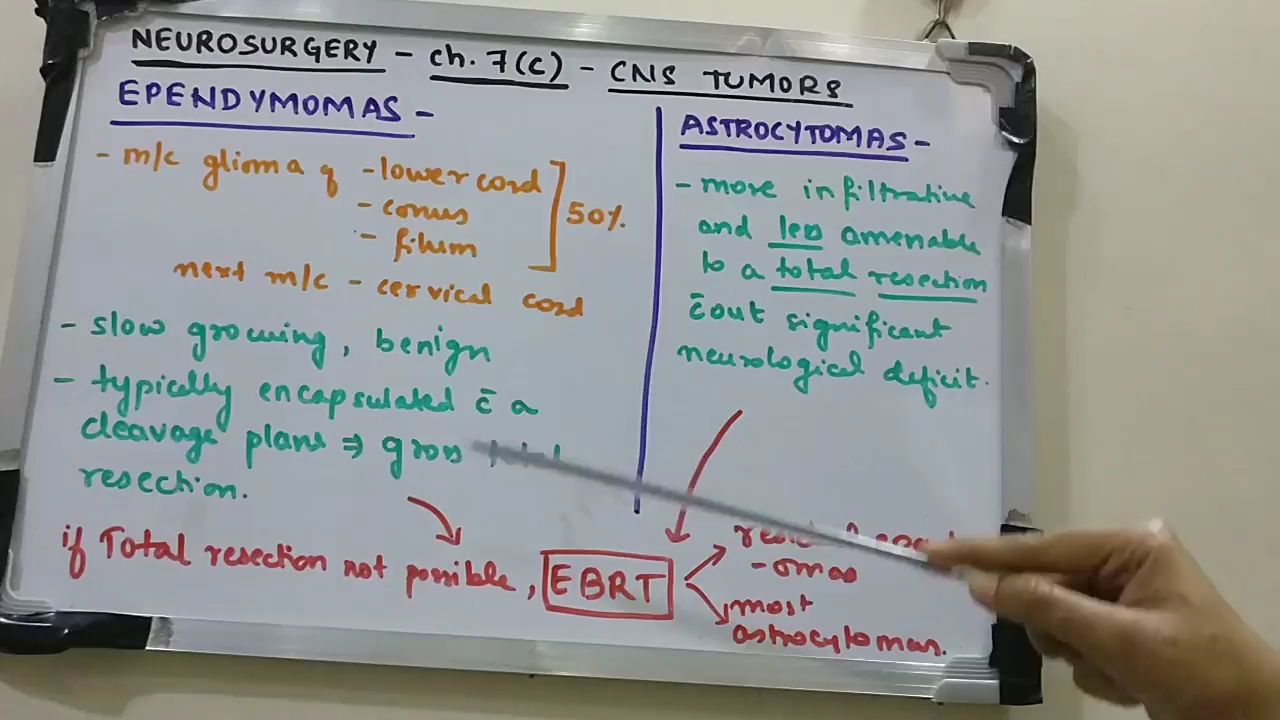 NEUROSURGERY - Ch. 7(C) - CNS TUMORS
EPENDYMOMAS -
- m/c glioma of - lower cord
- conus
- filum
50%.
next m/c - cervical cord
- slow growing, benign
- typically encapsulated c̄ a
cleavage plane ⇒ gross total
resection.
ASTROCYTOMAS -
- more infiltrative
and less amenable
to a total resection
c̄out significant
neurological deficit.
if Total resection not possible, EBRT
-omas
most
astrocytomas.